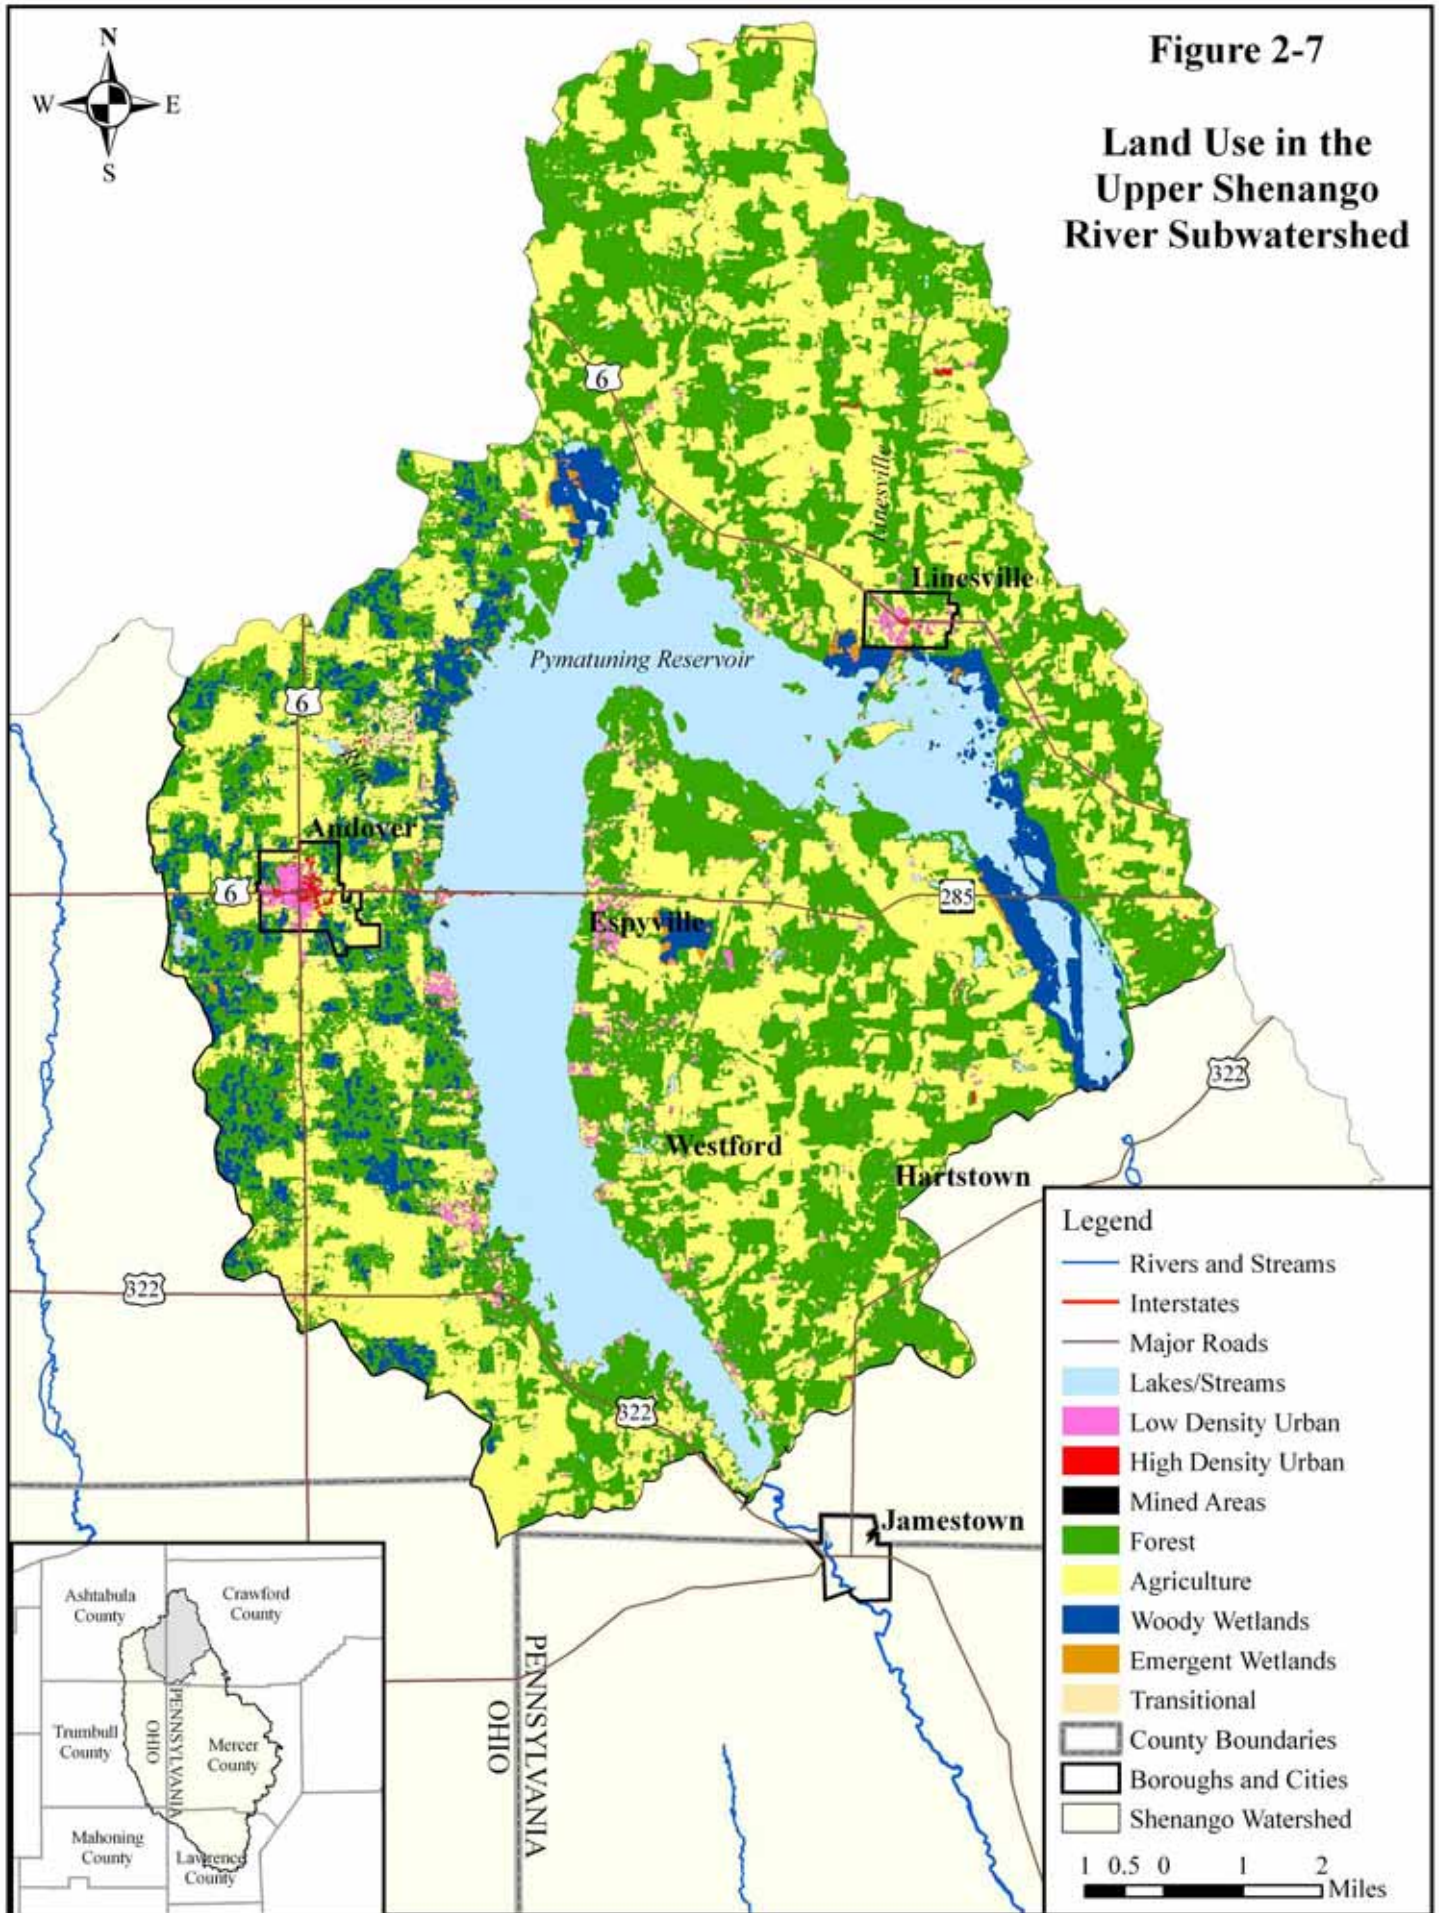 Figure 2-7
Land Use in the
Upper Shenango
River Subwatershed
N
W
E
S
6
Linesville
Linesville
Pymatuning Reservoir
6
Andover
6
285
Espyville
322
Westford
Hartstown
322
322
Jamestown
PENNSYLVANIA
OHIO
Legend
Rivers and Streams
Interstates
Major Roads
Lakes/Streams
Low Density Urban
High Density Urban
Mined Areas
Forest
Agriculture
Woody Wetlands
Emergent Wetlands
Transitional
County Boundaries
Boroughs and Cities
Shenango Watershed
1 0.5 0 1 2
Miles
Ashtabula
County
Crawford
County
Trumbull
County
OHIO
PENNSYLVANIA
Mercer
County
Mahoning
County
Lawrence
County